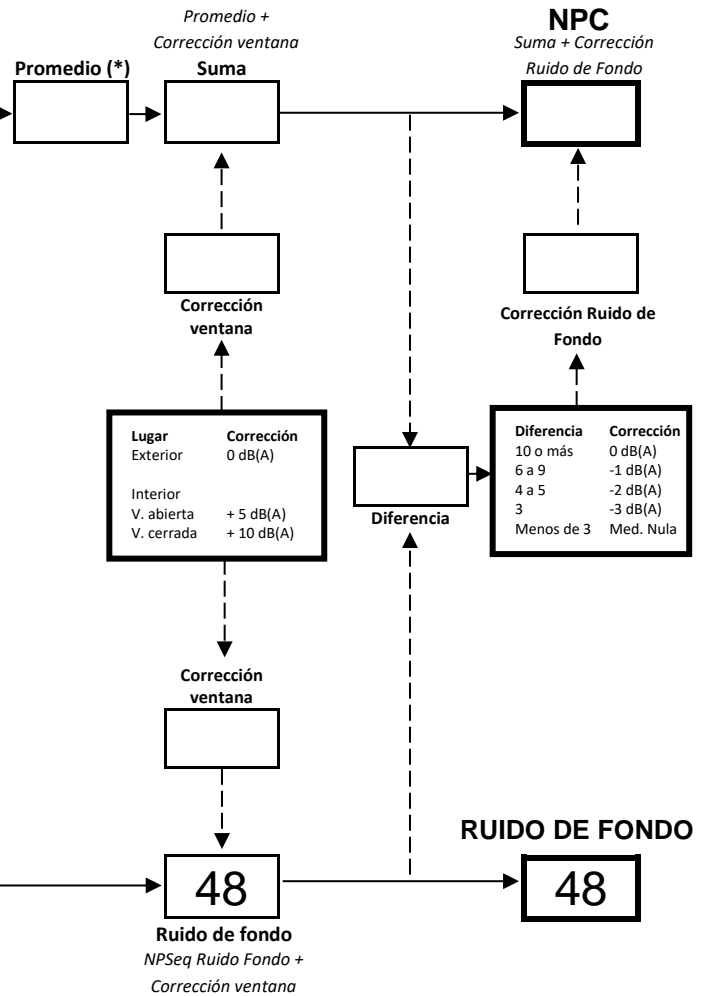 Promedio +
Corrección ventana
Promedio (*)
Suma
NPC
Suma + Corrección
Ruido de Fondo
Corrección
ventana
Corrección Ruido de
Fondo
Lugar Corrección
Exterior 0 dB(A)
Interior
V. abierta + 5 dB(A)
V. cerrada + 10 dB(A)
Diferencia
Diferencia Corrección
10 o más 0 dB(A)
6 a 9 -1 dB(A)
4 a 5 -2 dB(A)
3 -3 dB(A)
Menos de 3 Med. Nula
Corrección
ventana
48
Ruido de fondo
NPSeq Ruido Fondo +
Corrección ventana
RUIDO DE FONDO
48